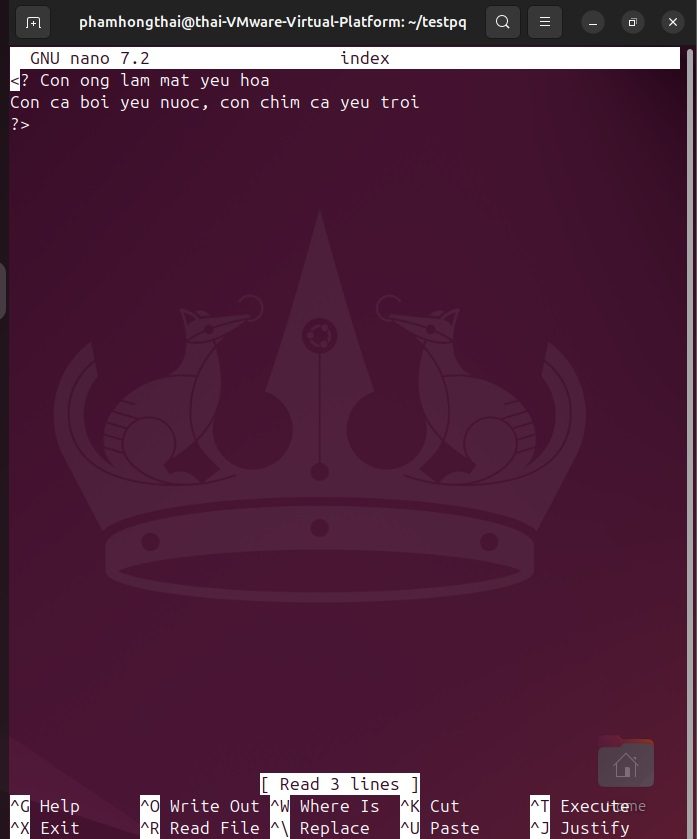 phamhongthai@thai-VMware-Virtual-Platform: ~/testpq
GNU nano 7.2 index
<? Con ong lam mat yeu hoa
Con ca boi yeu nuoc, con chim ca yeu troi
?>
[ Read 3 lines ]
^G Help ^O Write Out ^W Where Is ^K Cut ^T Execute
^X Exit ^R Read File ^\ Replace ^U Paste ^J Justify